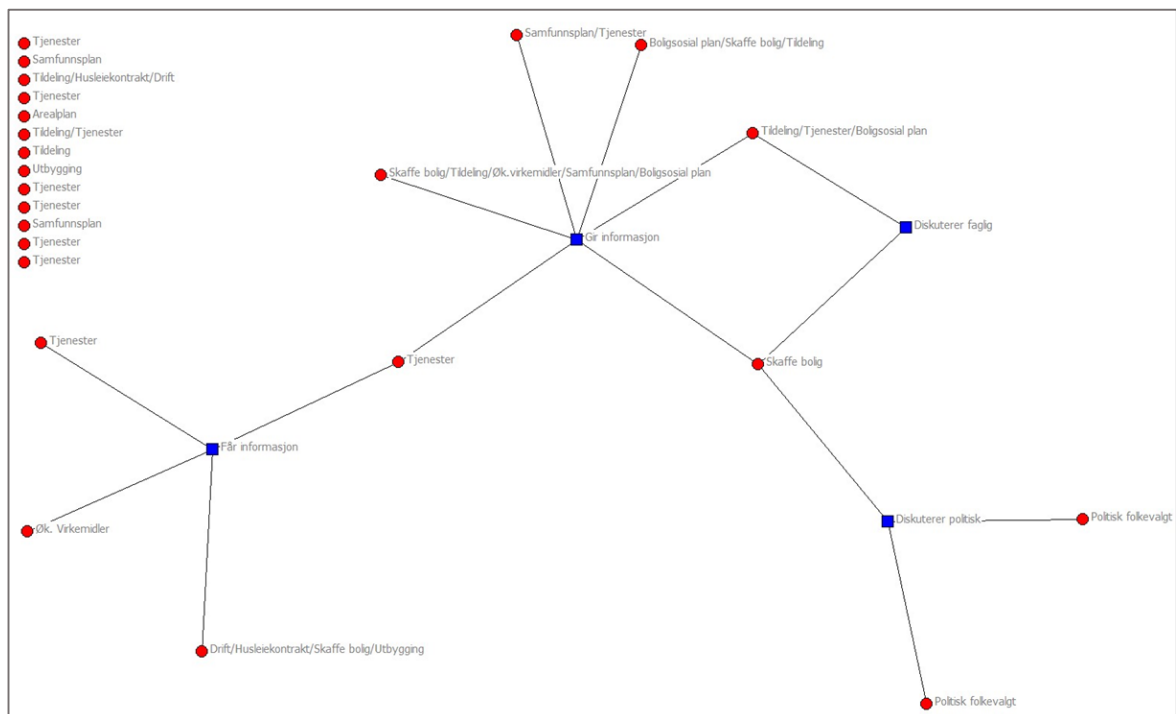 Tjenester
Samfunnsplan
Tildeling/Husleiekontrakt/Drift
Tjenester
Arealplan
Tildeling/Tjenester
Tildeling
Utbygging
Tjenester
Tjenester
Samfunnsplan
Tjenester
Tjenester
Samfunnsplan/Tjenester
Boligsosial plan/Skaffe bolig/Tildeling
Tildeling/Tjenester/Boligsosial plan
Skaffe bolig/Tildeling/Øk.virkemidler/Samfunnsplan/Boligsosial plan
Diskuterer faglig
Gir informasjon
Tjenester
Tjenester
Skaffe bolig
Får informasjon
Politisk folkevalgt
Diskuterer politisk
Øk. Virkemidler
Drift/Husleiekontrakt/Skaffe bolig/Utbygging
Politisk folkevalgt